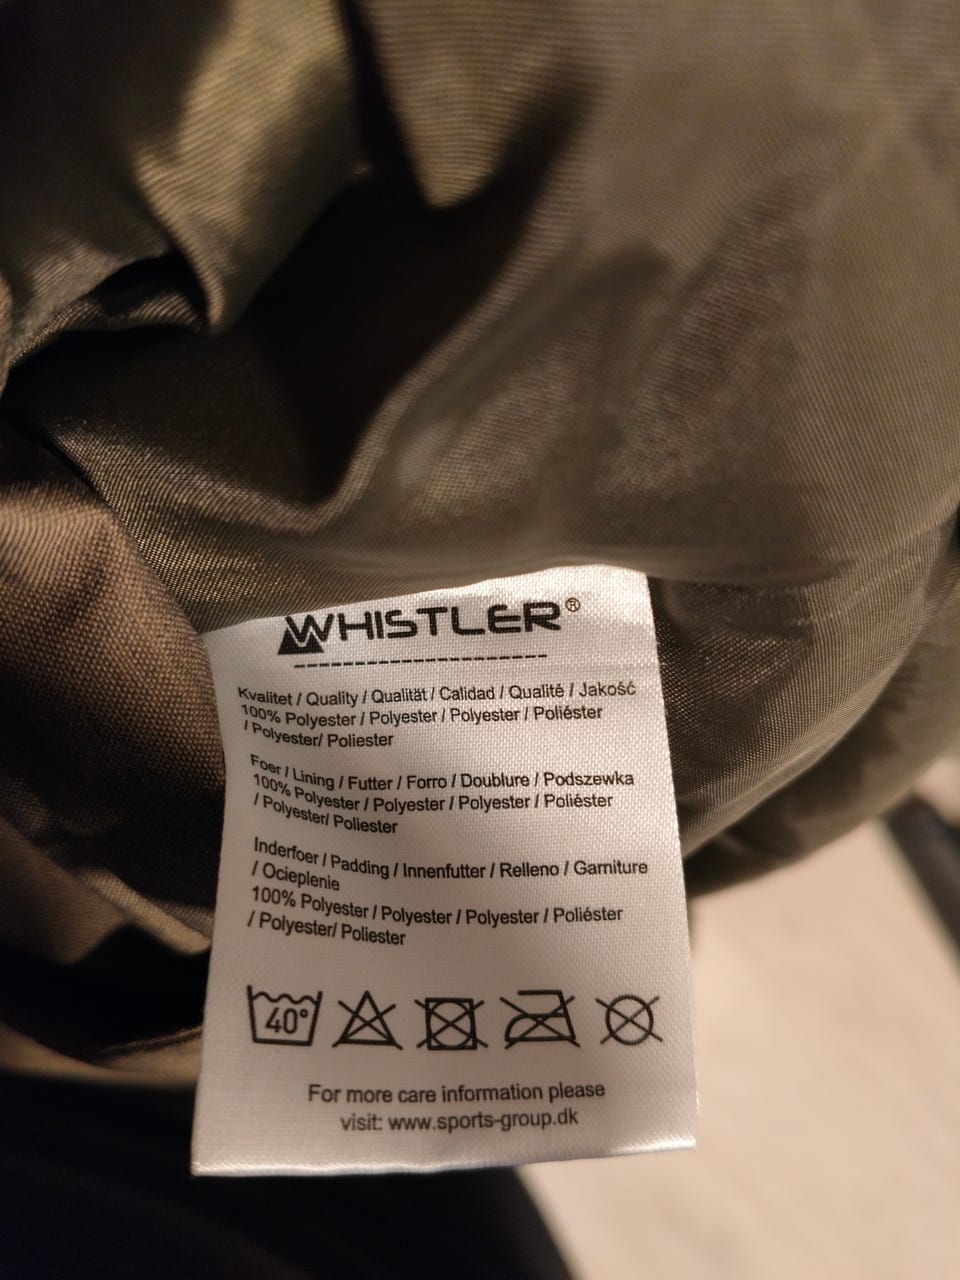 WHISTLER®
Kvalitet / Quality / Qualität / Calidad / Qualité / Jakość
100% Polyester / Polyester / Polyester / Poliéster
/ Polyester/ Poliester
Foer / Lining / Futter / Forro / Doublure / Podszewka
100% Polyester / Polyester / Polyester / Poliéster
/ Polyester/ Poliester
Inderfoer / Padding / Innenfutter / Relleno / Garniture
/ Ocieplenie
100% Polyester / Polyester / Polyester / Poliéster
/ Polyester/ Poliester
40°
For more care information please
visit: www.sports-group.dk